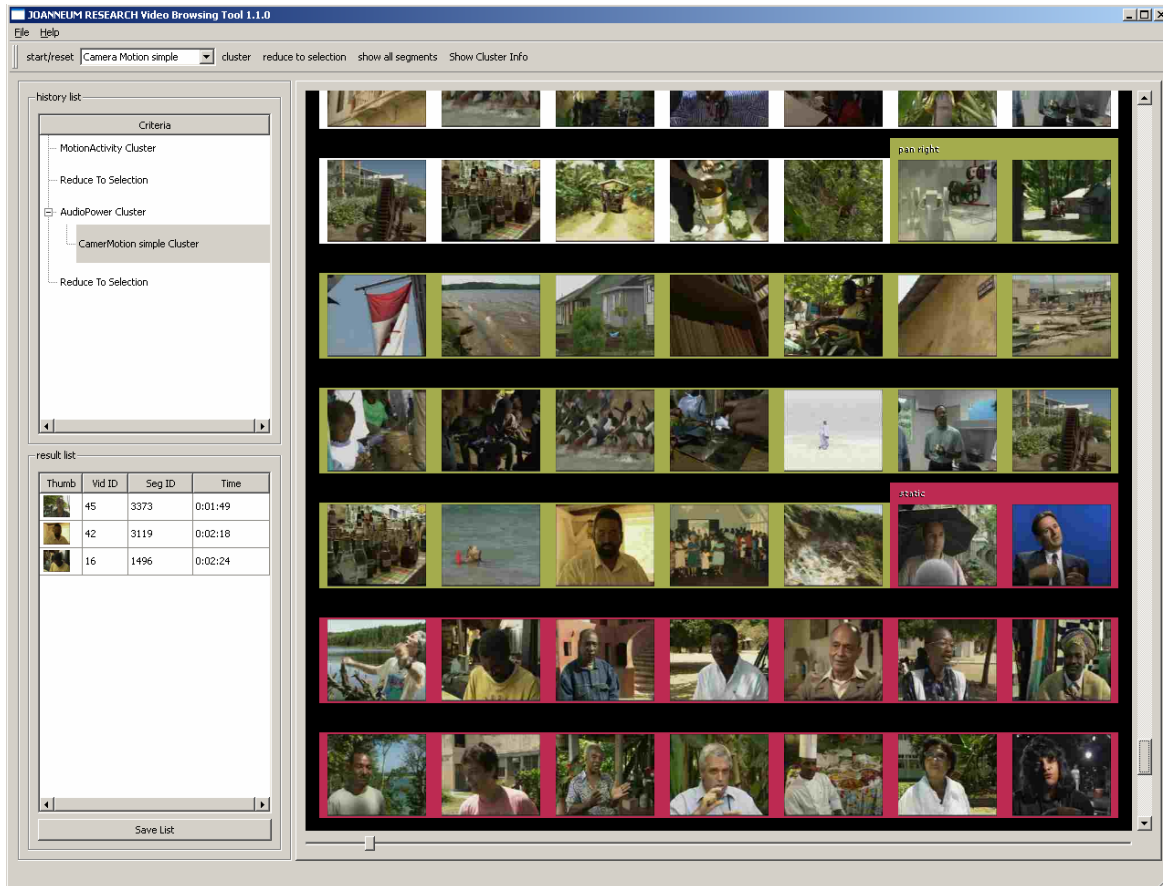 JOANNEUM RESEARCH Video Browsing Tool 1.1.0
File Help
start/reset Camera Motion simple cluster reduce to selection show all segments Show Cluster Info
history list
Criteria
MotionActivity Cluster
Reduce To Selection
AudioPower Cluster
CamerMotion simple Cluster
Reduce To Selection
result list
Thumb Vid ID Seg ID Time
45 3373 0:01:49
42 3119 0:02:18
16 1496 0:02:24
Save List
pan right
static